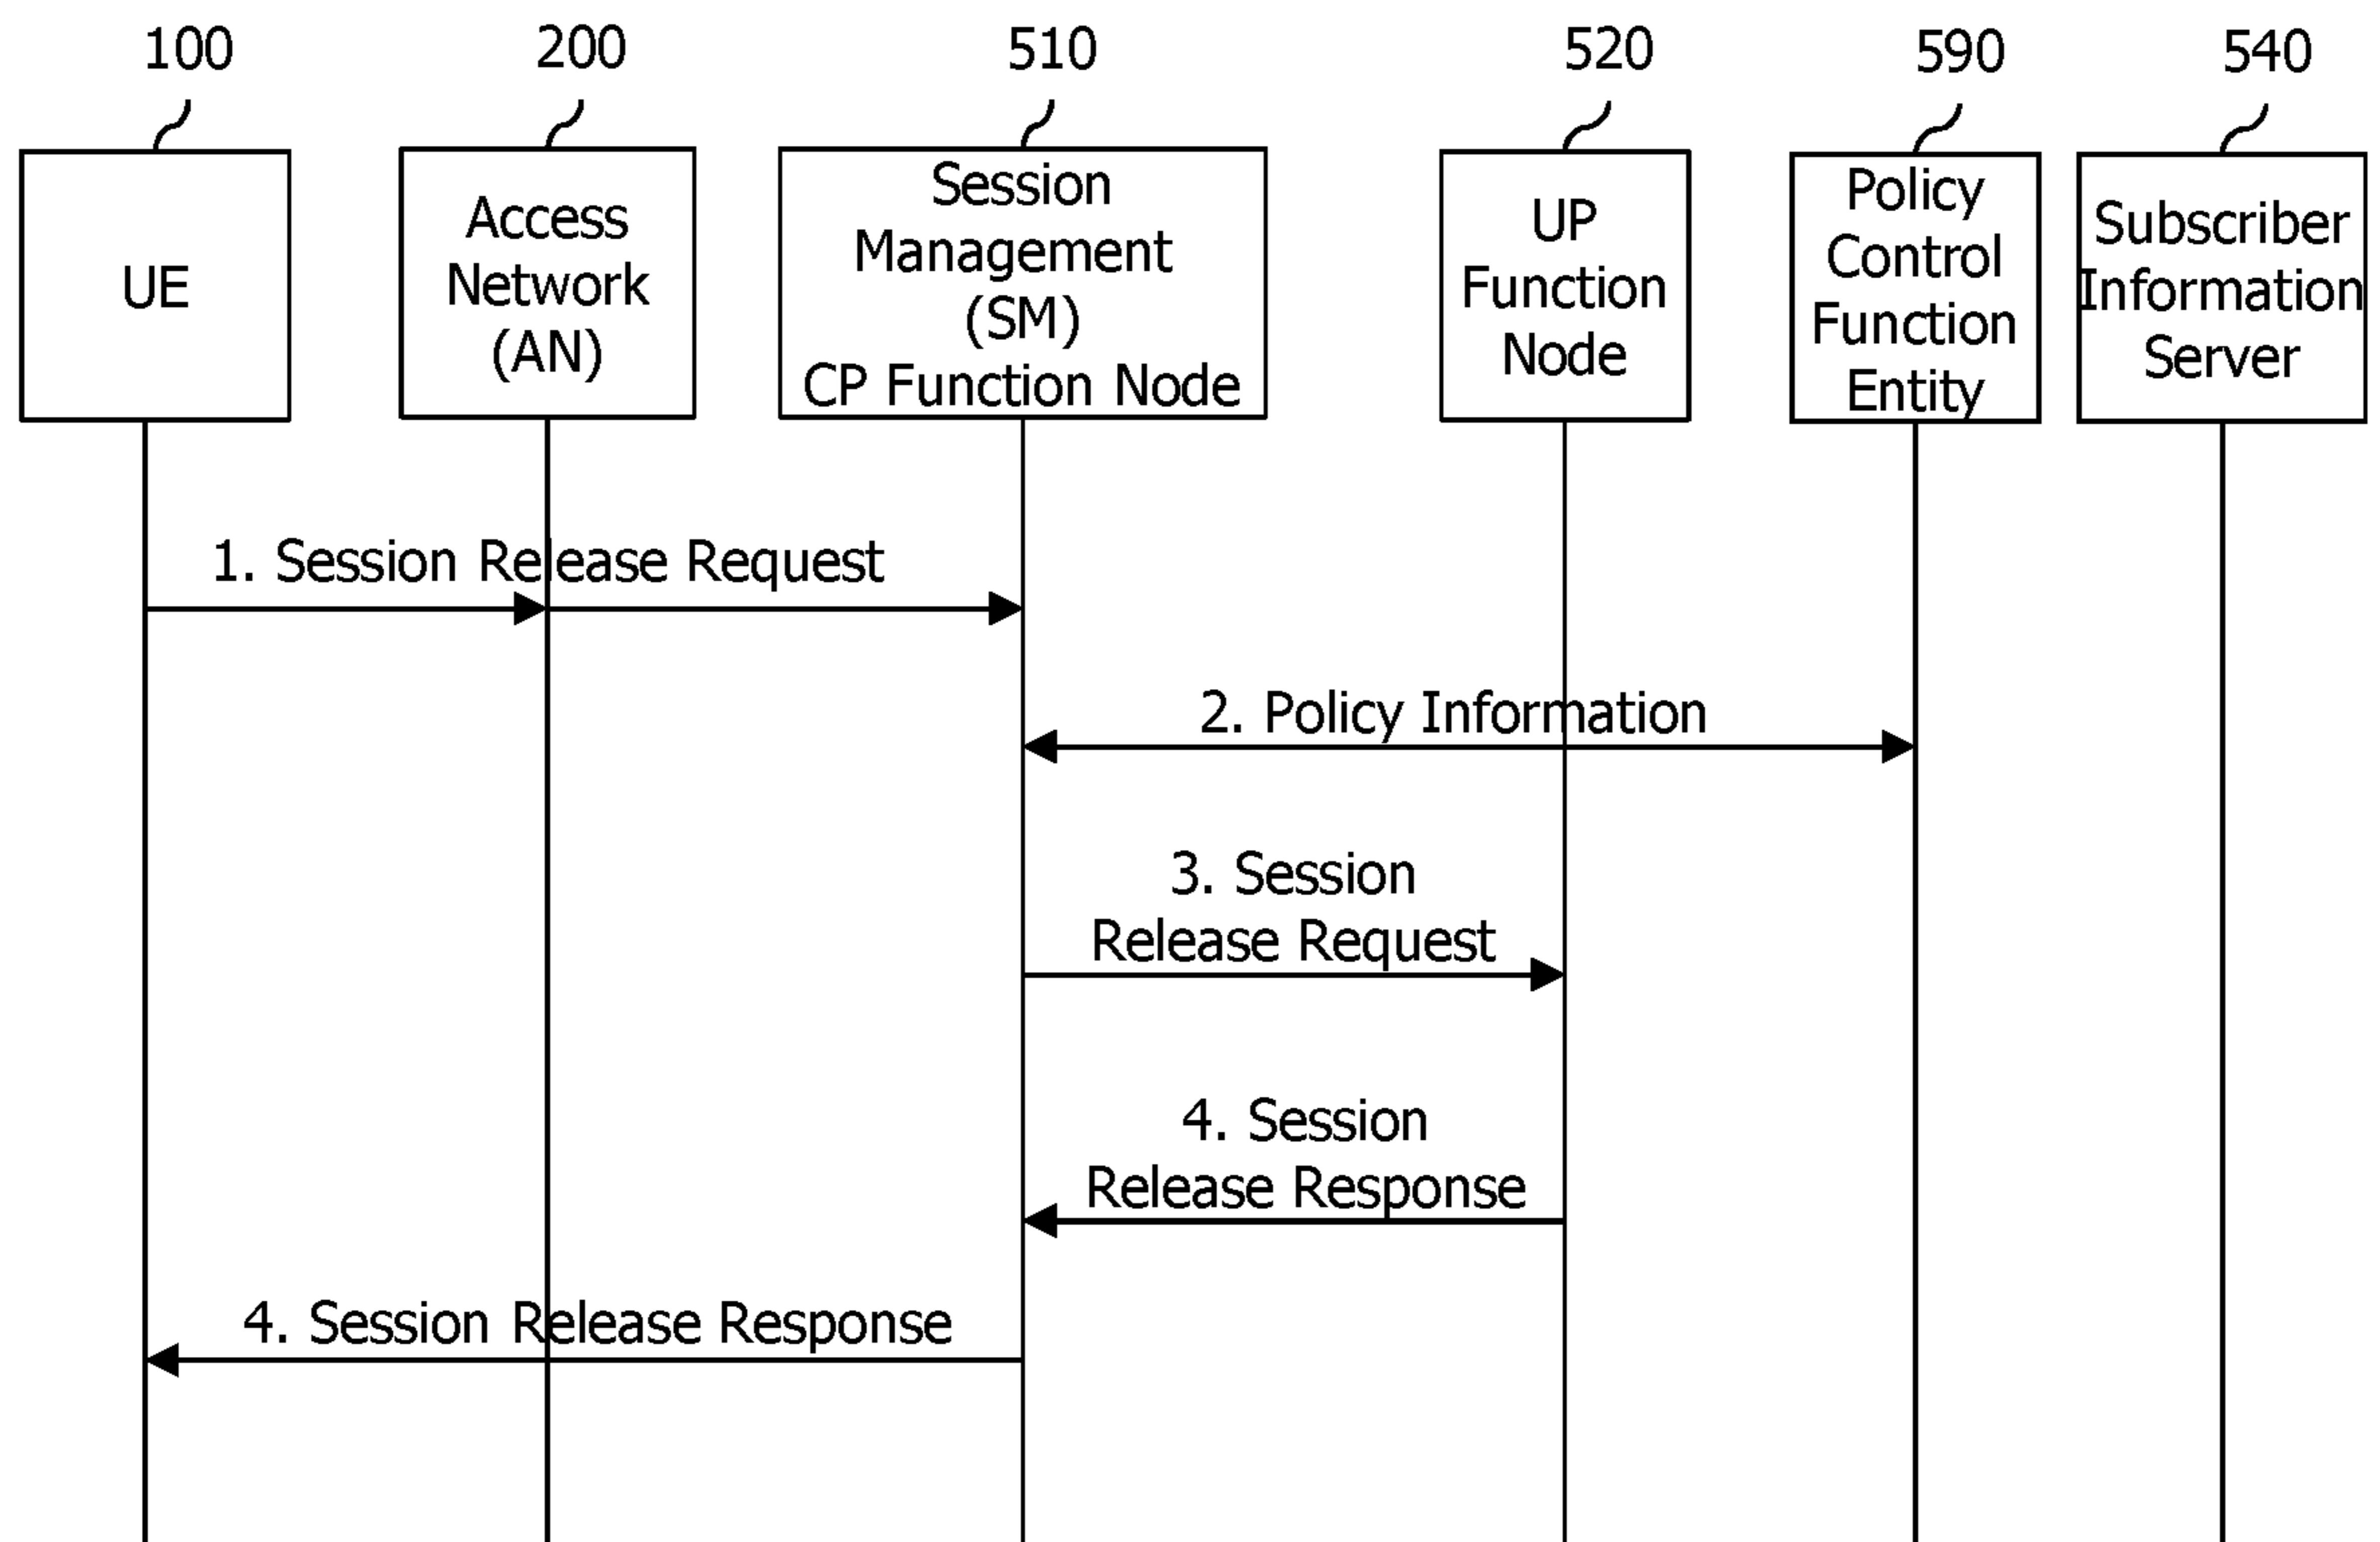 100
200
510
520
590
540
UE
Access
Network
(AN)
Session
Management
(SM)
CP Function Node
UP
Function
Node
Policy
Control
Function
Entity
Subscriber
Information
Server
1. Session Release Request
2. Policy Information
3. Session
Release Request
4. Session
Release Response
4. Session Release Response